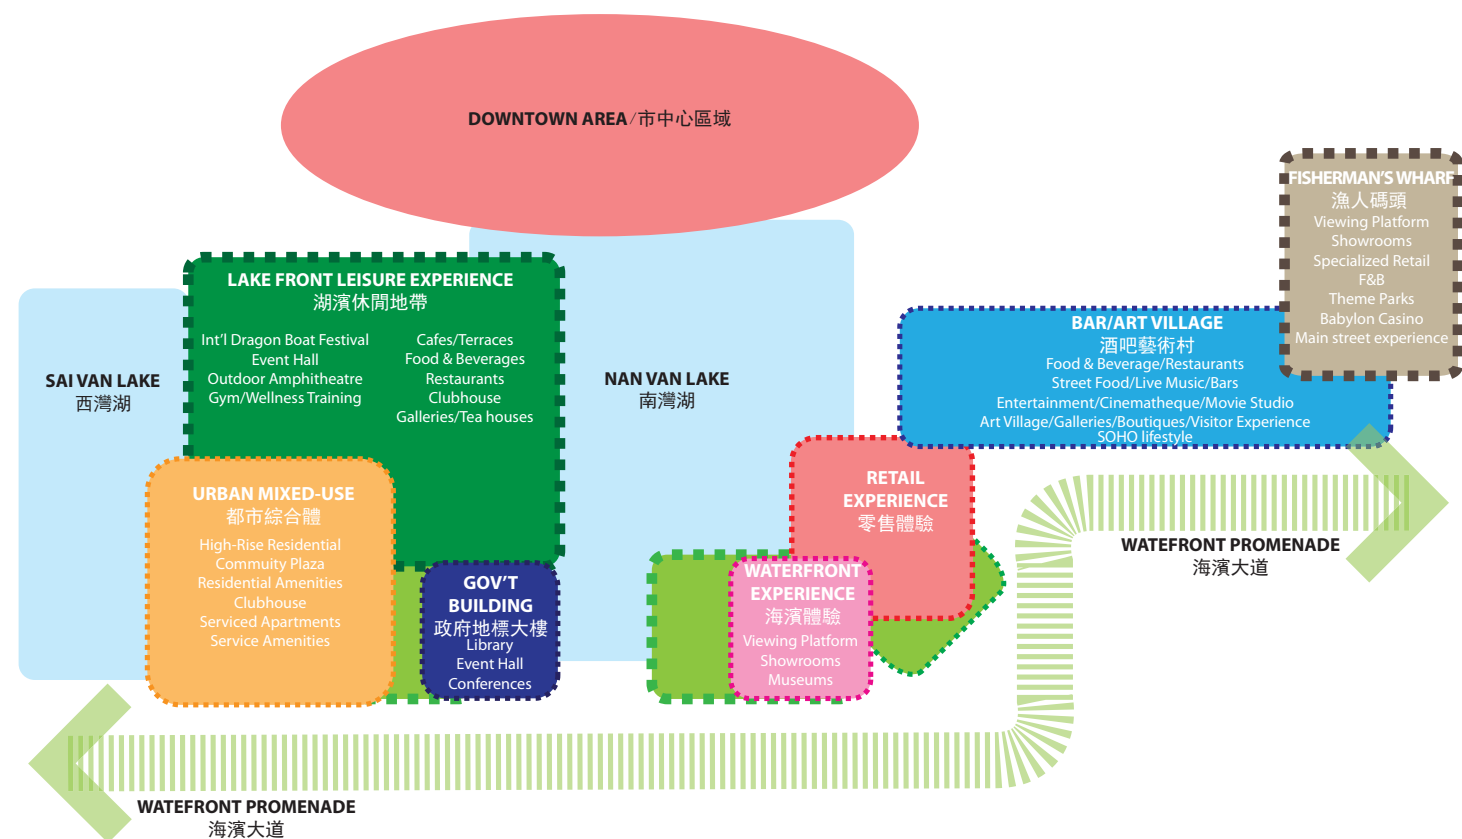 DOWNTOWN AREA/市中心區域
FISHERMAN'S WHARF
漁人碼頭
Viewing Platform
Showrooms
Specialized Retail
F&B
Theme Parks
Babylon Casino
Main street experience
LAKE FRONT LEISURE EXPERIENCE
湖濱休閒地帶
Int'l Dragon Boat Festival
Event Hall
Outdoor Amphitheatre
Gym/Wellness Training
Cafes/Terraces
Food & Beverages
Restaurants
Clubhouse
Galleries/Tea houses
SAI VAN LAKE
西灣湖
NAN VAN LAKE
南灣湖
BAR/ART VILLAGE
酒吧藝術村
Food & Beverage/Restaurants
Street Food/Live Music/Bars
Entertainment/Cinematheque/Movie Studio
Art Village/Galleries/Boutiques/Visitor Experience
SOHO lifestyle
URBAN MIXED-USE
都市綜合體
High-Rise Residential
Commuity Plaza
Residential Amenities
Clubhouse
Serviced Apartments
Service Amenities
GOV'T
BUILDING
政府地標大樓
Library
Event Hall
Conferences
RETAIL
EXPERIENCE
零售體驗
WATERFRONT
EXPERIENCE
海濱體驗
Viewing Platform
Showrooms
Museums
WATEFRONT PROMENADE
海濱大道
WATEFRONT PROMENADE
海濱大道